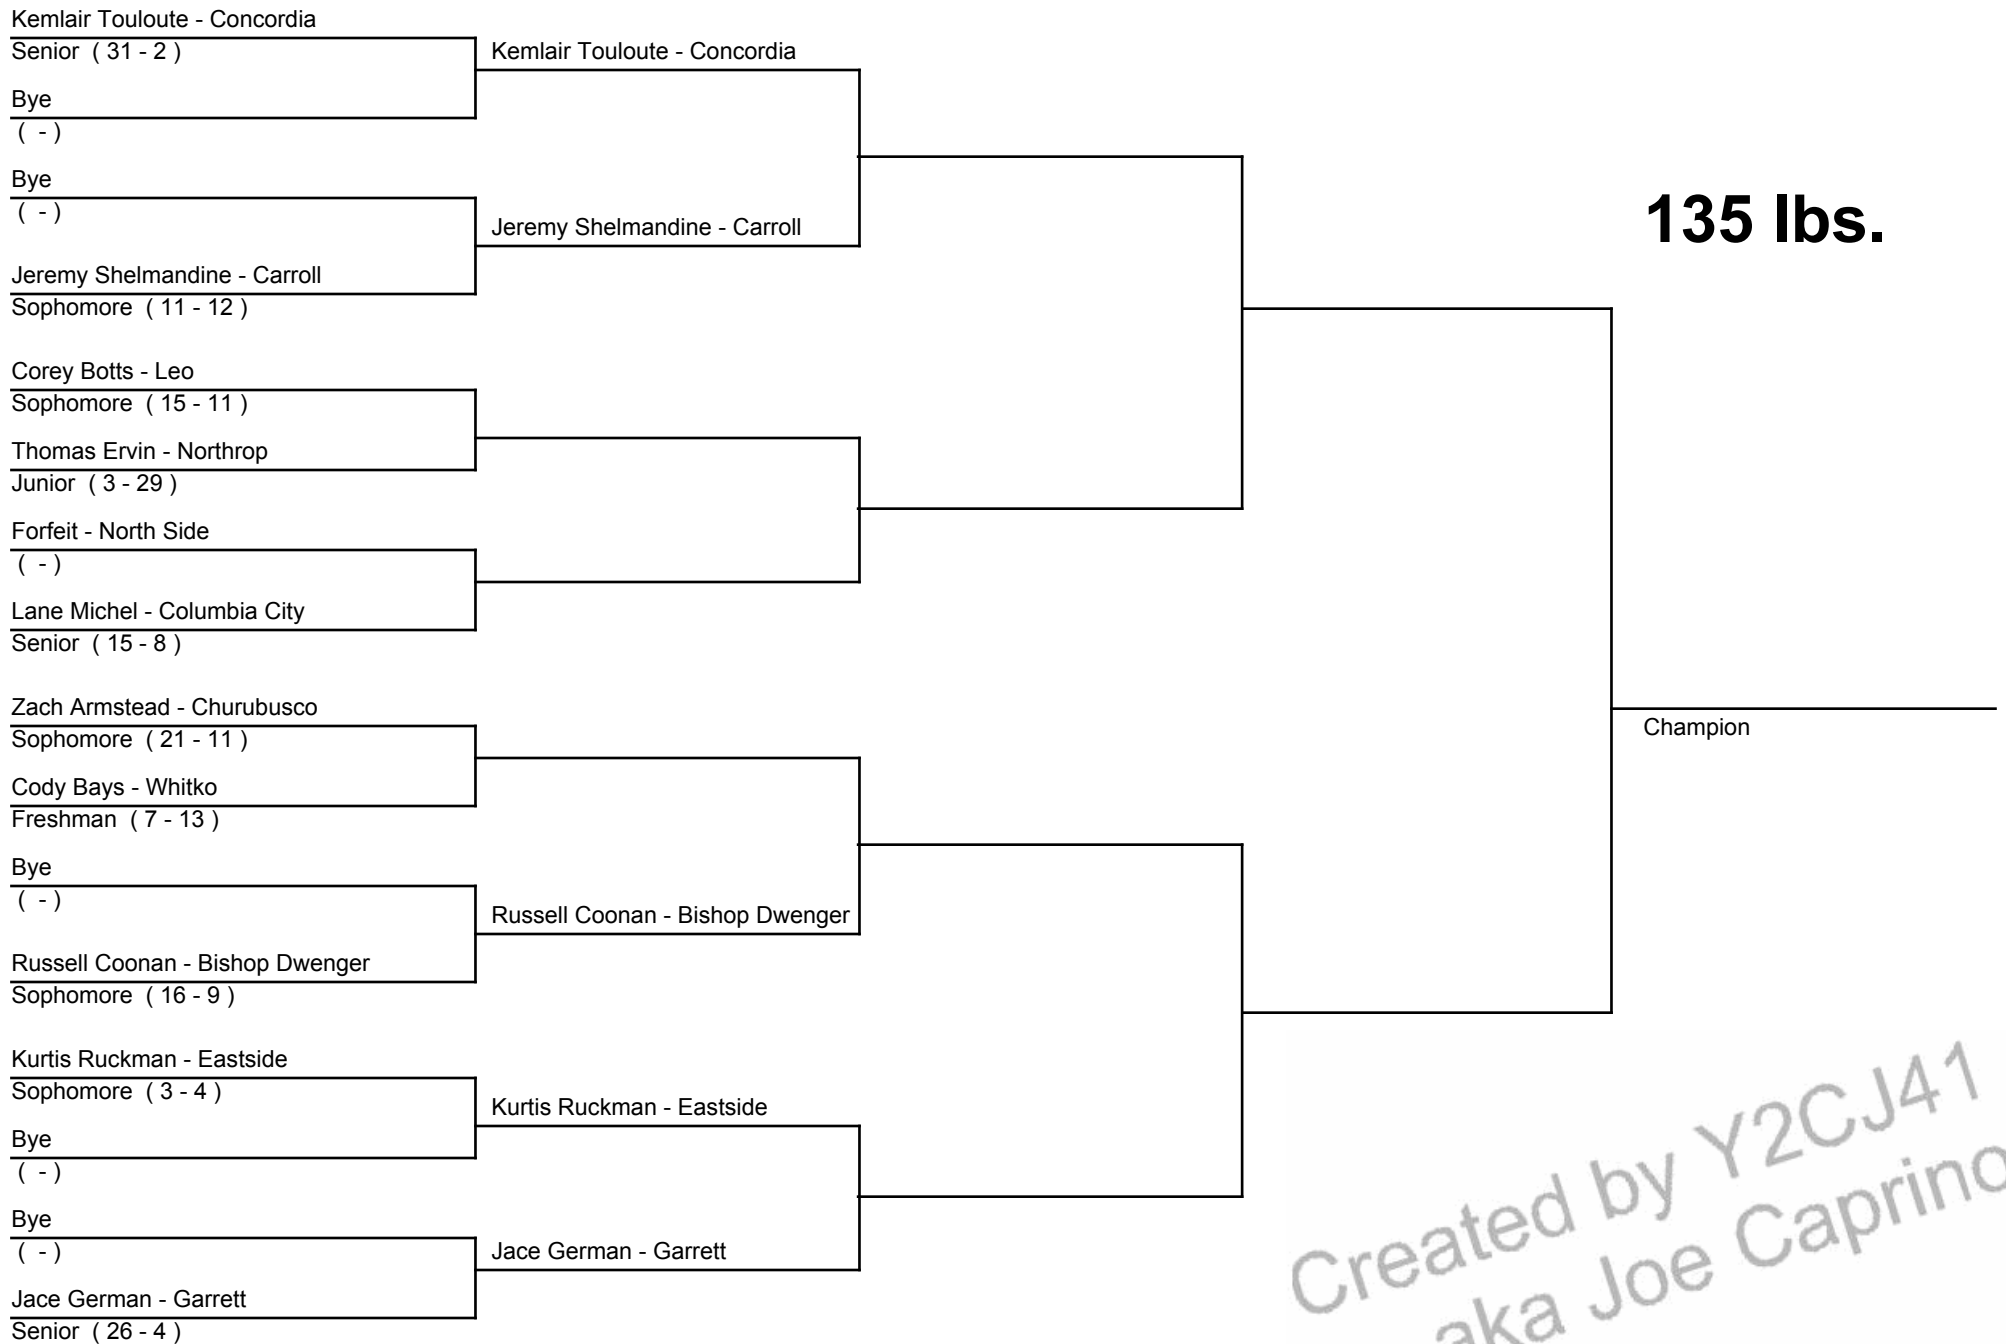 Kemlair Touloute - Concordia
Senior ( 31 - 2 )
Bye
( - )
Bye
( - )
Jeremy Shelmandine - Carroll
Sophomore ( 11 - 12 )
Corey Botts - Leo
Sophomore ( 15 - 11 )
Thomas Ervin - Northrop
Junior ( 3 - 29 )
Forfeit - North Side
( - )
Lane Michel - Columbia City
Senior ( 15 - 8 )
Zach Armstead - Churubusco
Sophomore ( 21 - 11 )
Cody Bays - Whitko
Freshman ( 7 - 13 )
Bye
( - )
Russell Coonan - Bishop Dwenger
Sophomore ( 16 - 9 )
Kurtis Ruckman - Eastside
Sophomore ( 3 - 4 )
Bye
( - )
Bye
( - )
Jace German - Garrett
Senior ( 26 - 4 )
Kemlair Touloute - Concordia
Jeremy Shelmandine - Carroll
Russell Coonan - Bishop Dwenger
Kurtis Ruckman - Eastside
Jace German - Garrett
135 lbs.
Champion
Created by Y2CJ41
aka Joe Caprino